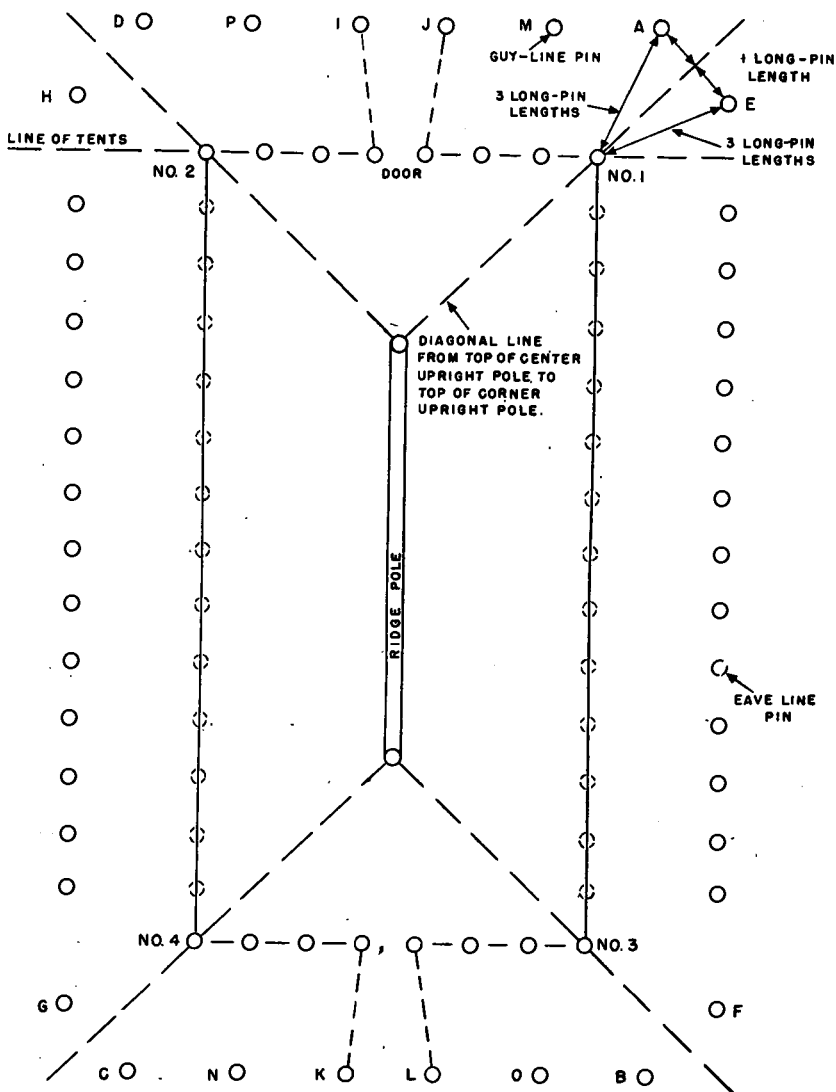 D
P
I
J
M
A
GUY-LINE PIN
1 LONG-PIN
LENGTH
H
3 LONG-PIN
LENGTHS
E
LINE OF TENTS
3 LONG-PIN
LENGTHS
NO. 2
DOOR
NO. 1
DIAGONAL LINE
FROM TOP OF CENTER
UPRIGHT POLE TO
TOP OF CORNER
UPRIGHT POLE.
RIDGE POLE
EAVE LINE
PIN
NO. 4
NO. 3
G
F
C
N
K
L
O
B